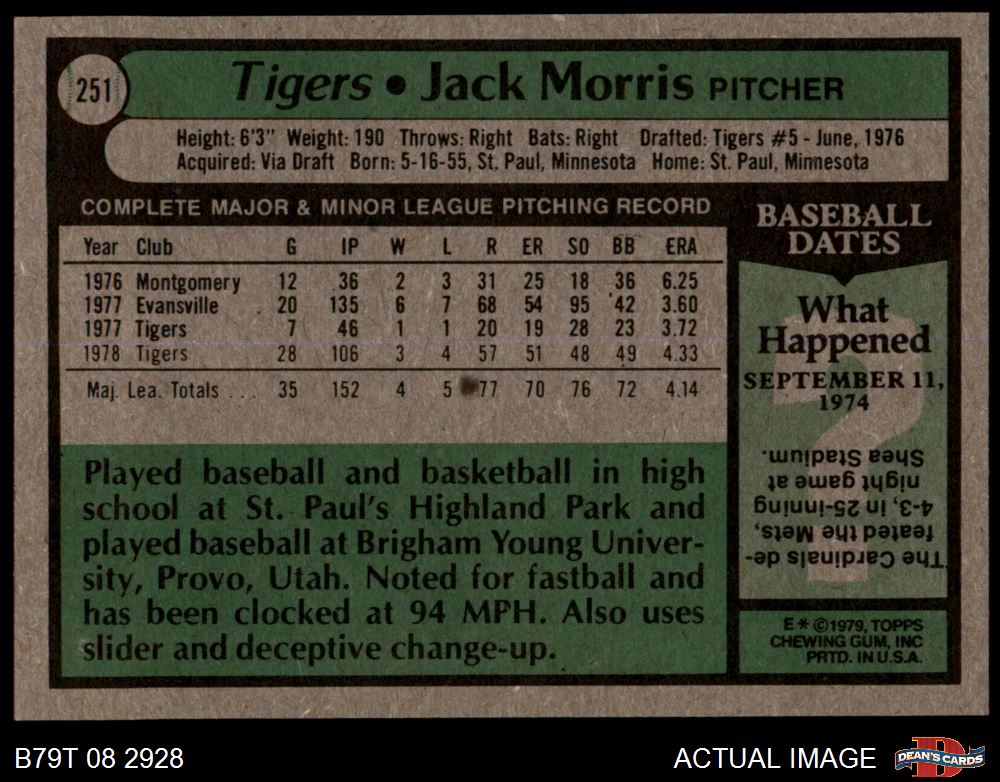 251
Tigers • Jack Morris PITCHER
Height: 6'3" Weight: 190 Throws: Right Bats: Right Drafted: Tigers #5 - June, 1976
Acquired: Via Draft Born: 5-16-55, St. Paul, Minnesota Home: St. Paul, Minnesota
COMPLETE MAJOR & MINOR LEAGUE PITCHING RECORD
Year Club G IP W L R ER SO BB ERA
1976 Montgomery 12 36 2 3 31 25 18 36 6.25
1977 Evansville 20 135 6 7 68 54 95 42 3.60
1977 Tigers 7 46 1 1 20 19 28 23 3.72
1978 Tigers 28 106 3 4 57 51 48 49 4.33
Maj. Lea. Totals ... 35 152 4 5 77 70 76 72 4.14
Played baseball and basketball in high
school at St. Paul's Highland Park and
played baseball at Brigham Young Univer-
sity, Provo, Utah. Noted for fastball and
has been clocked at 94 MPH. Also uses
slider and deceptive change-up.
BASEBALL
DATES
What
Happened
SEPTEMBER 11,
1974
The Cardinals de-
feated the Mets,
4-3, in 25-inning
night game at
Shea Stadium.
E * ©1979, TOPPS
CHEWING GUM, INC
PRTD. IN U.S.A.
B79T 08 2928
ACTUAL IMAGE
D
DEAN'S CARDS